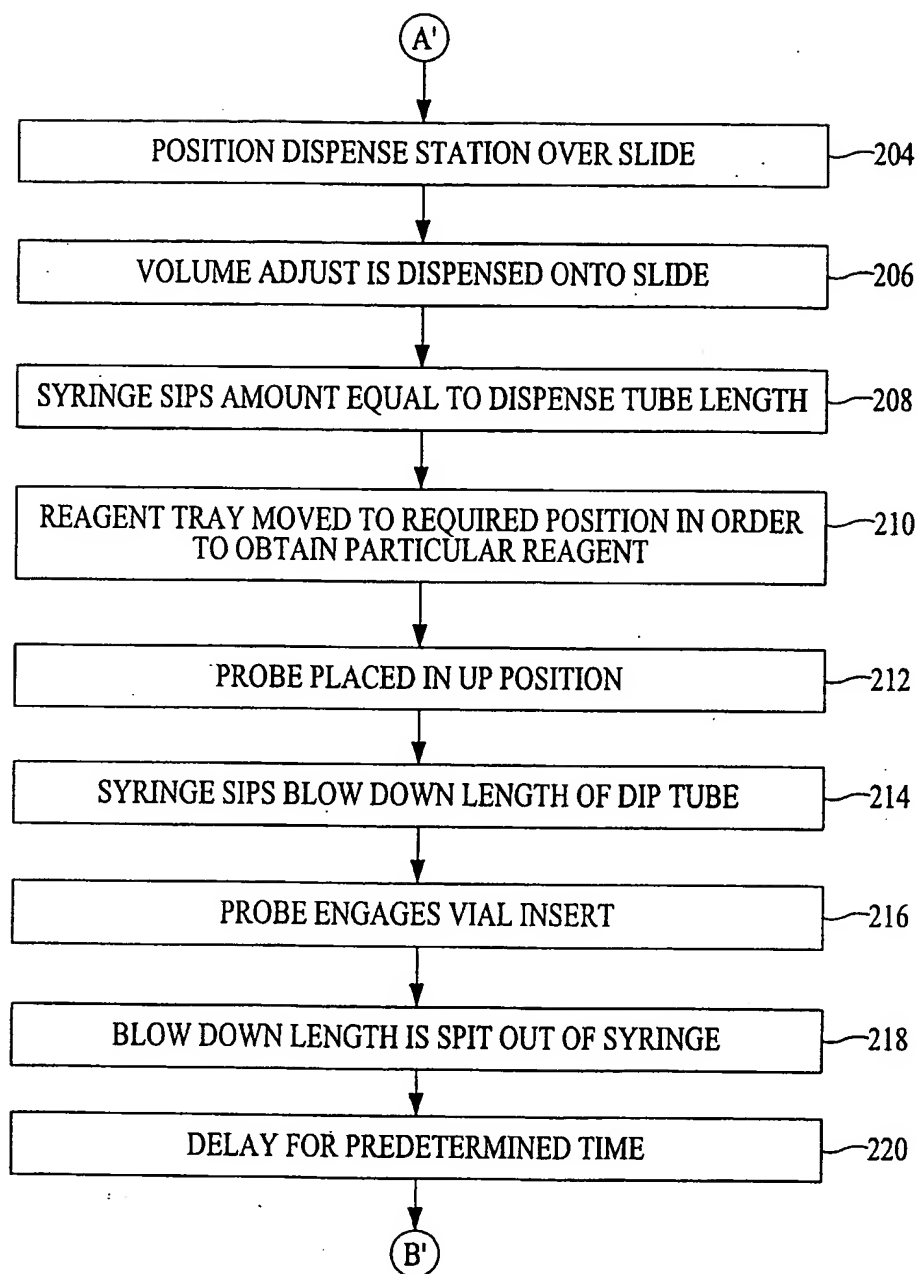 A'
POSITION DISPENSE STATION OVER SLIDE
204
VOLUME ADJUST IS DISPENSED ONTO SLIDE
206
SYRINGE SIPS AMOUNT EQUAL TO DISPENSE TUBE LENGTH
208
REAGENT TRAY MOVED TO REQUIRED POSITION IN ORDER
TO OBTAIN PARTICULAR REAGENT
210
PROBE PLACED IN UP POSITION
212
SYRINGE SIPS BLOW DOWN LENGTH OF DIP TUBE
214
PROBE ENGAGES VIAL INSERT
216
BLOW DOWN LENGTH IS SPIT OUT OF SYRINGE
218
DELAY FOR PREDETERMINED TIME
220
B'